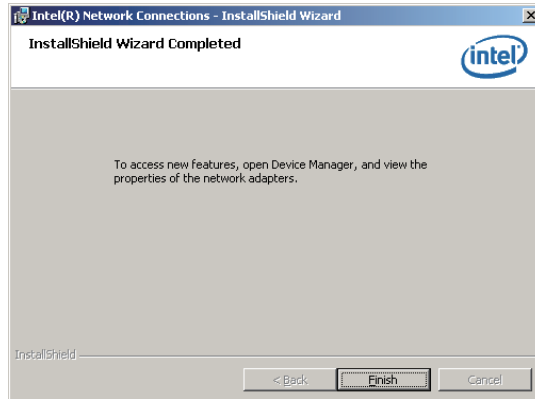 Intel(R) Network Connections - InstallShield Wizard
InstallShield Wizard Completed
intel
To access new features, open Device Manager, and view the
properties of the network adapters.
InstallShield
< Back
Finish
Cancel